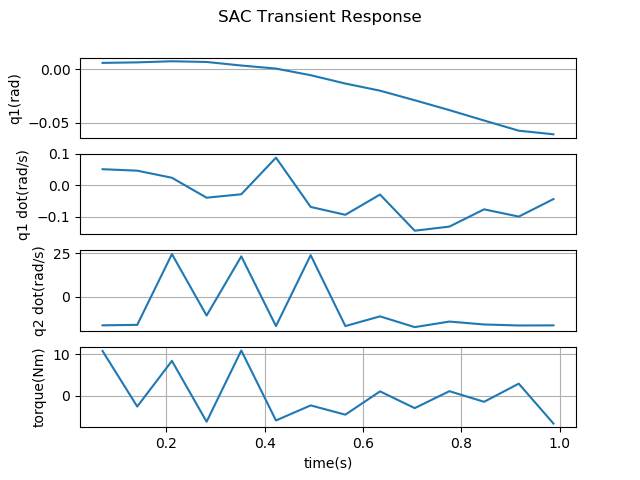 SAC Transient Response
q1(rad)
0.00
−0.05
q1 dot(rad/s)
0.1
0.0
−0.1
q2 dot(rad/s)
25
0
torque(Nm)
10
0
0.2 0.4 0.6 0.8 1.0
time(s)